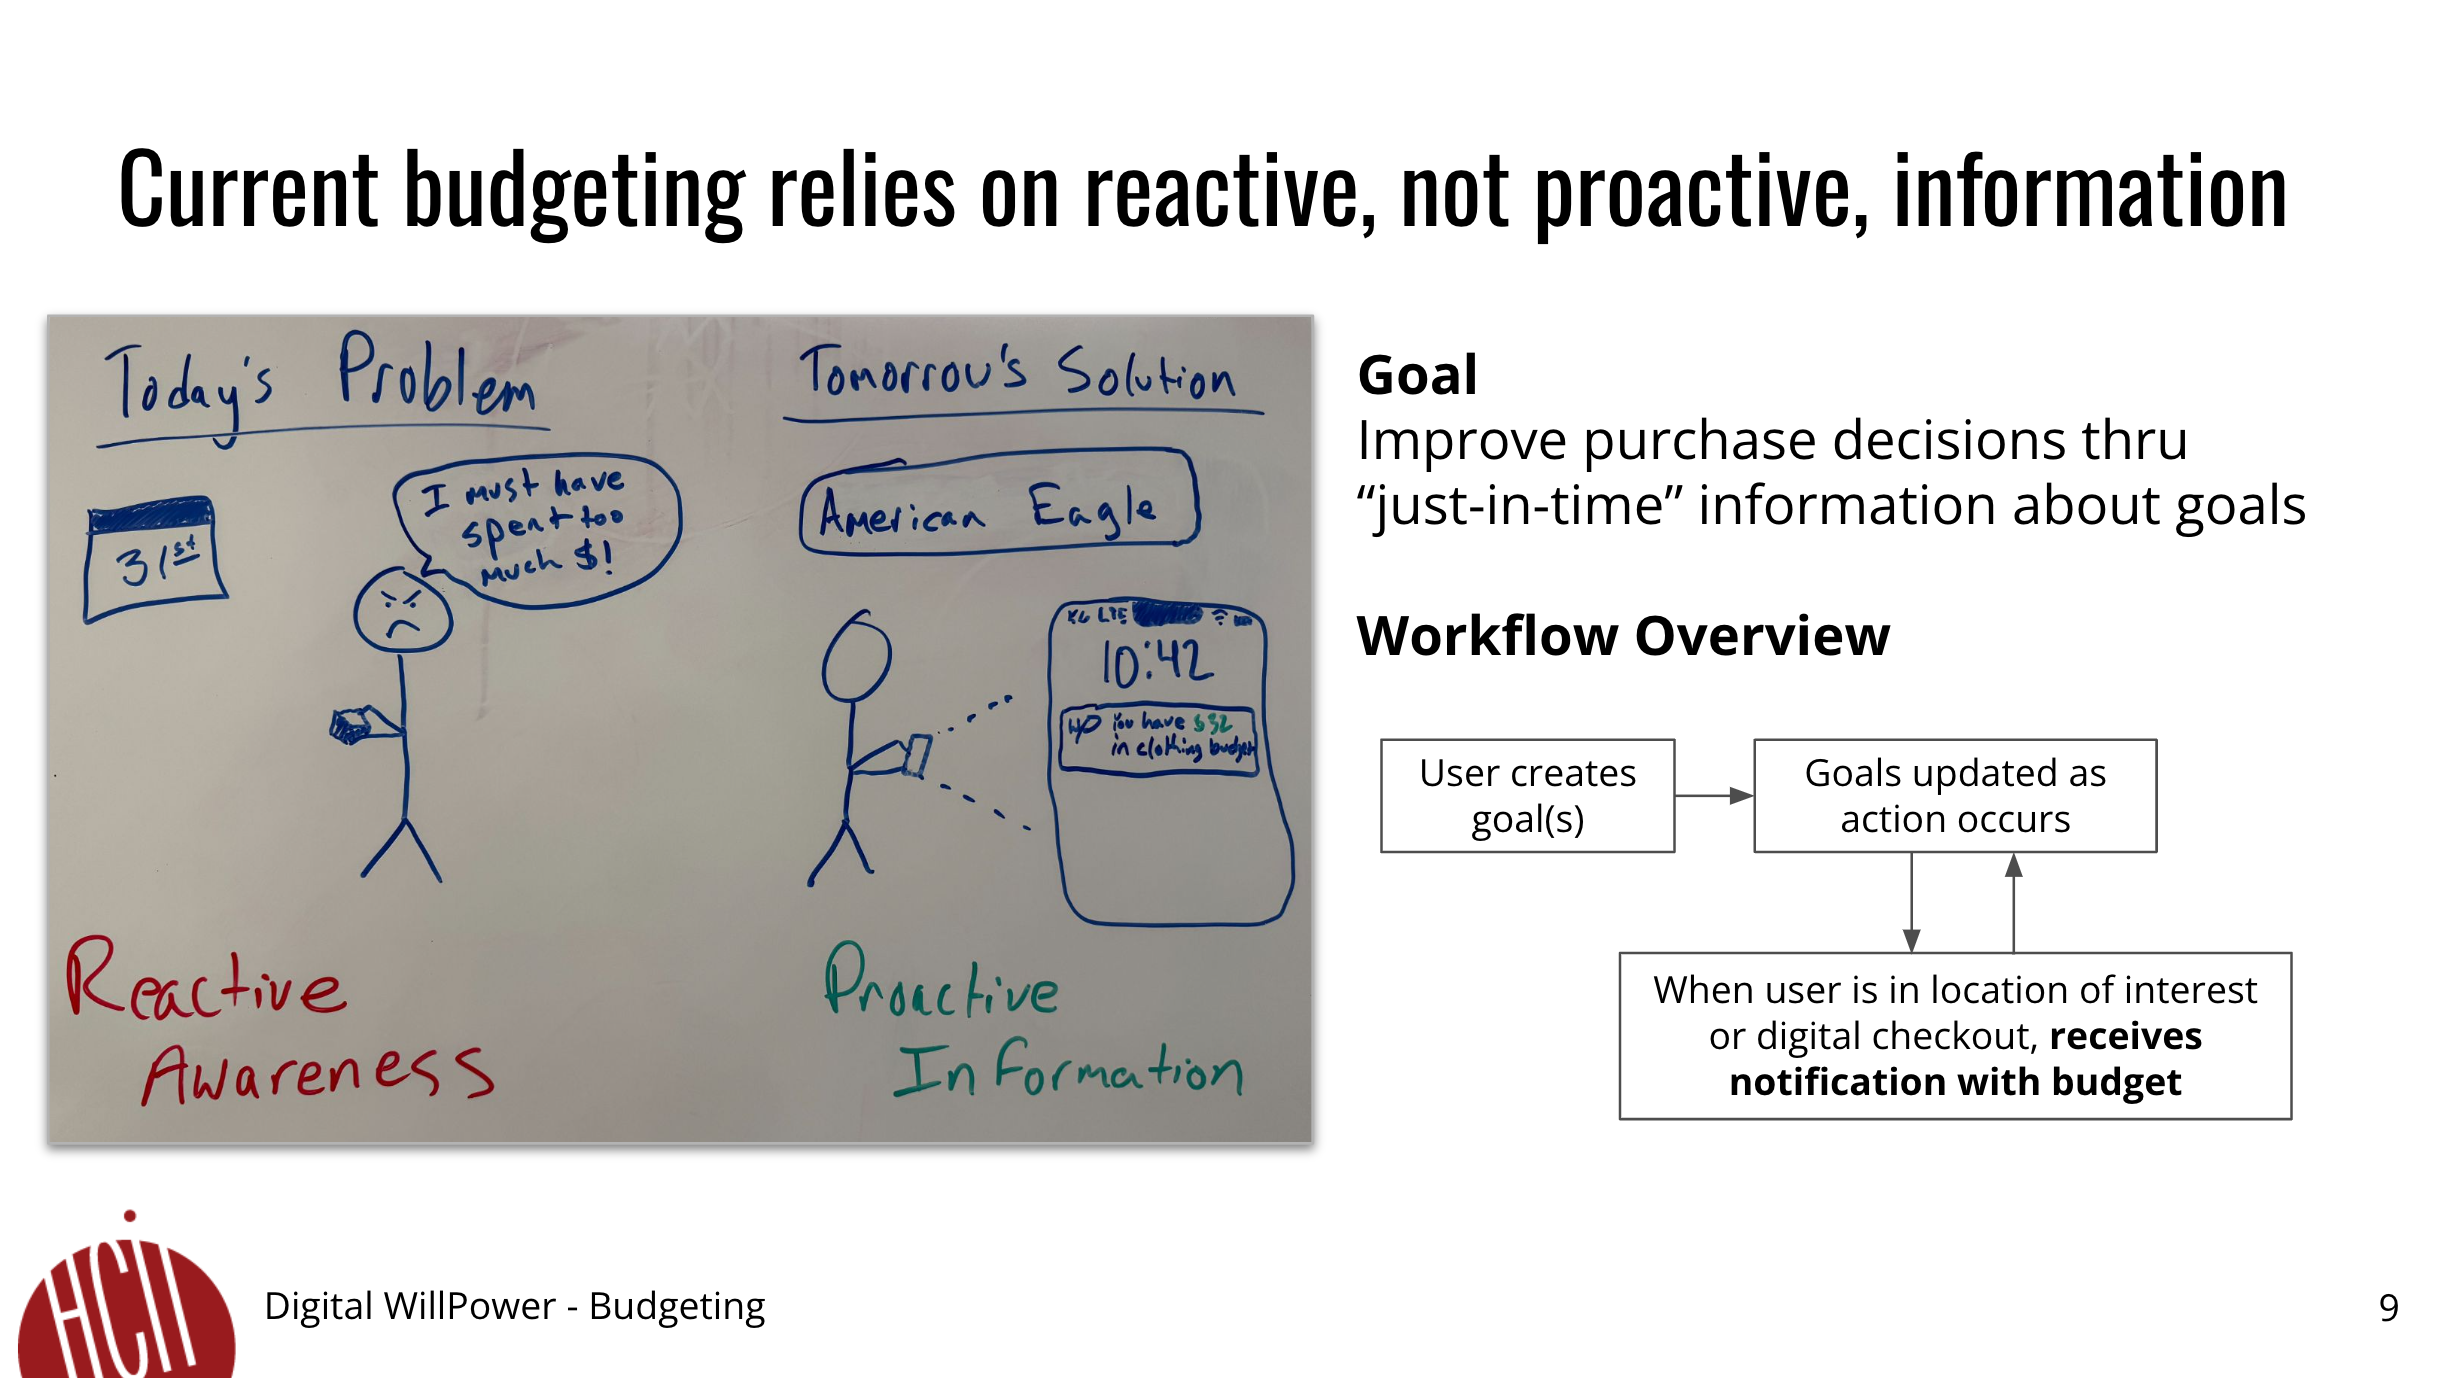 Current budgeting relies on reactive, not proactive, information
Today's Problem
31st
I must have
spent too
much $!
Reactive
Awareness
Tomorrow's Solution
American Eagle
LTE
10:42
You have $32
in clothing budget
Proactive
Information
Goal
Improve purchase decisions thru
“just-in-time” information about goals
Workflow Overview
User creates
goal(s)
Goals updated as
action occurs
When user is in location of interest
or digital checkout, receives
notification with budget
HCII
Digital WillPower - Budgeting
9